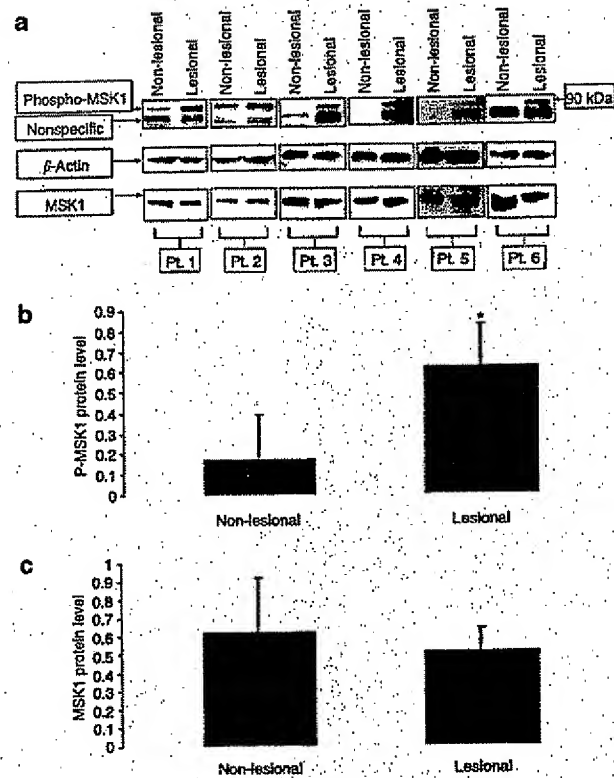 a
Non-lesional Lesional Non-lesional Lesional Non-lesional Lesional Non-lesional Lesional Non-lesional Lesional Non-lesional Lesional
Phospho-MSK1
90 kDa
Nonspecific
β-Actin
MSK1
Pt. 1 Pt. 2 Pt. 3 Pt. 4 Pt. 5 Pt. 6
b
P-MSK1 protein level
0.9
0.8
0.7
0.6
0.5
0.4
0.3
0.2
0.1
0
*
Non-lesional Lesional
c
MSK1 protein level
1
0.9
0.8
0.7
0.6
0.5
0.4
0.3
0.2
0.1
0
Non-lesional Lesional